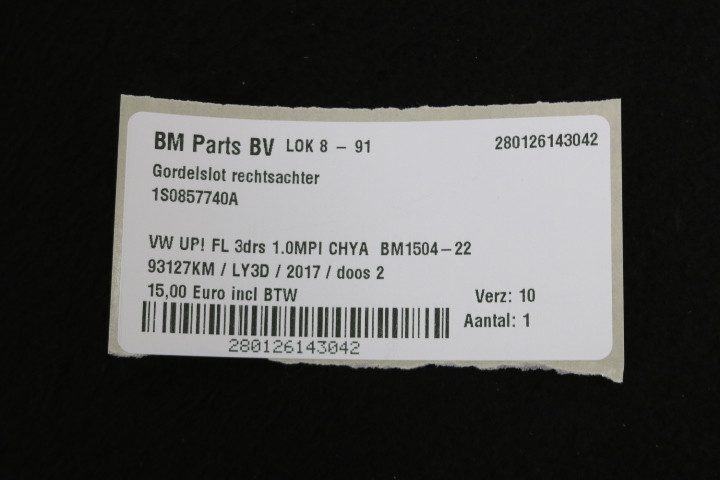 BM Parts BV LOK 8 - 91 280126143042
Gordelslot rechtsachter
1S0857740A
VW UP! FL 3drs 1.0MPI CHYA BM1504-22
93127KM / LY3D / 2017 / doos 2
15,00 Euro incl BTW Verz: 10
Aantal: 1
280126143042